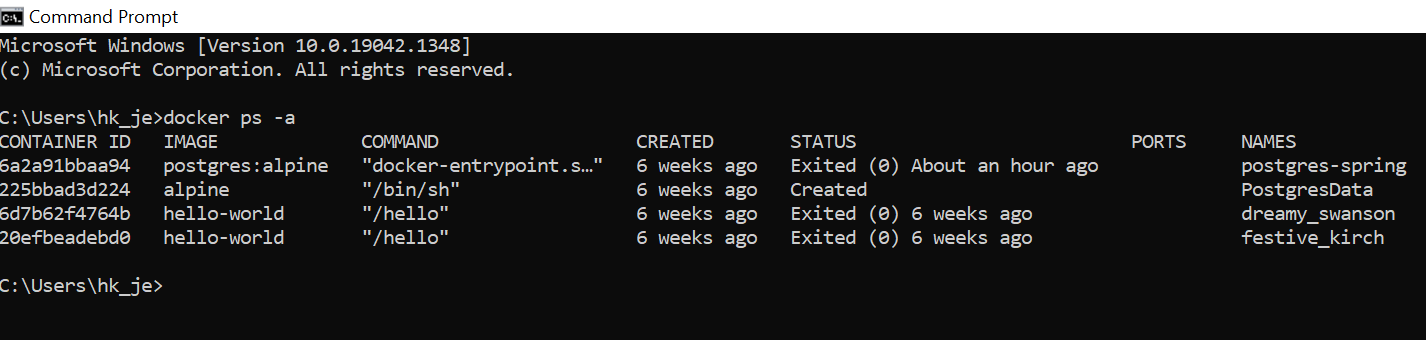 Command Prompt
Microsoft Windows [Version 10.0.19042.1348]
(c) Microsoft Corporation. All rights reserved.
C:\Users\hk_je>docker ps -a
CONTAINER ID   IMAGE             COMMAND                  CREATED       STATUS                         PORTS     NAMES
6a2a91bbaa94   postgres:alpine   "docker-entrypoint.s…"   6 weeks ago   Exited (0) About an hour ago             postgres-spring
225bbad3d224   alpine            "/bin/sh"                6 weeks ago   Created                                  PostgresData
6d7b62f4764b   hello-world       "/hello"                 6 weeks ago   Exited (0) 6 weeks ago                   dreamy_swanson
20efbeadebd0   hello-world       "/hello"                 6 weeks ago   Exited (0) 6 weeks ago                   festive_kirch
C:\Users\hk_je>